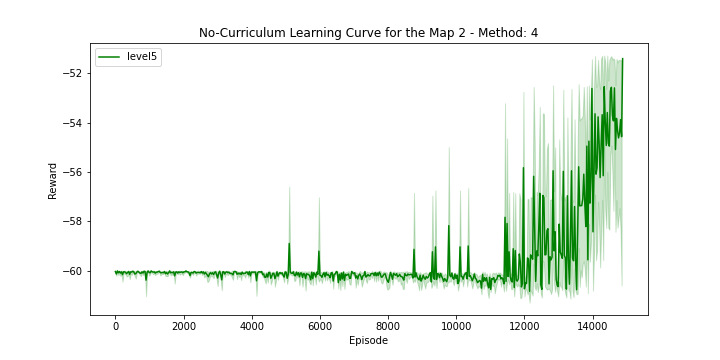 No-Curriculum Learning Curve for the Map 2 - Method: 4
level5
Reward
−52
−54
−56
−58
−60
0 2000 4000 6000 8000 10000 12000 14000
Episode